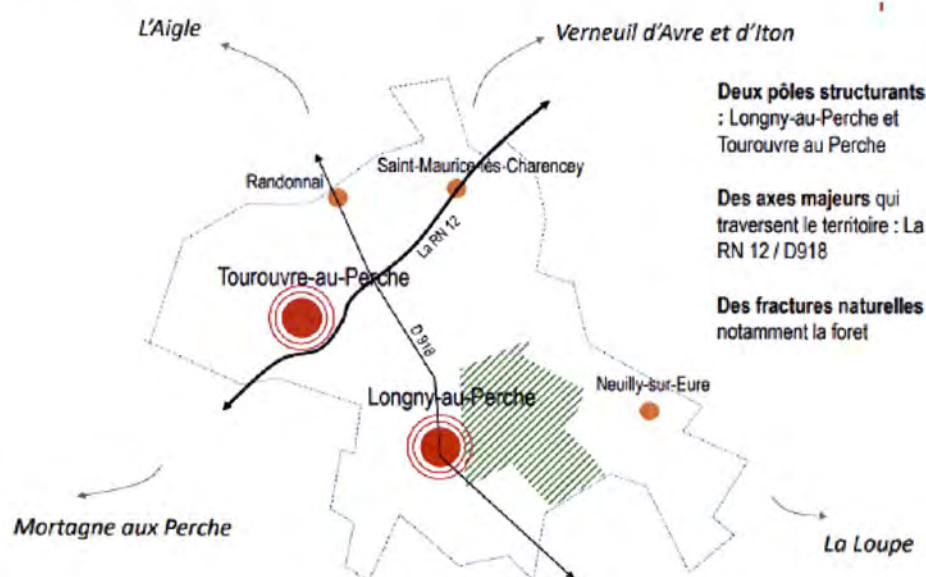 L'Aigle
Verneuil d'Avre et d'Iton
Deux pôles structurants
: Longny-au-Perche et
Tourouvre au Perche
Saint-Maurice-lès-Charencey
Randonnai
Des axes majeurs qui
traversent le territoire : La
RN 12 / D918
La RN 12
Tourouvre-au-Perche
Des fractures naturelles
notamment la foret
D 918
Longny-au-Perche
Neuilly-sur-Eure
Mortagne aux Perche
La Loupe